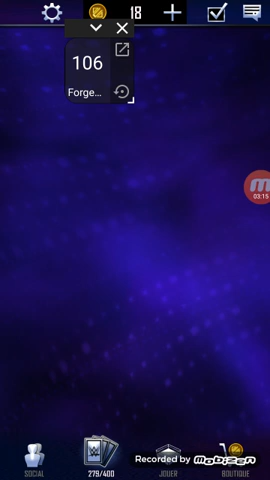 18
106
Forge...
03:15
Recorded by Mobizen
SOCIAL
279/400
JOUER
BOUTIQUE